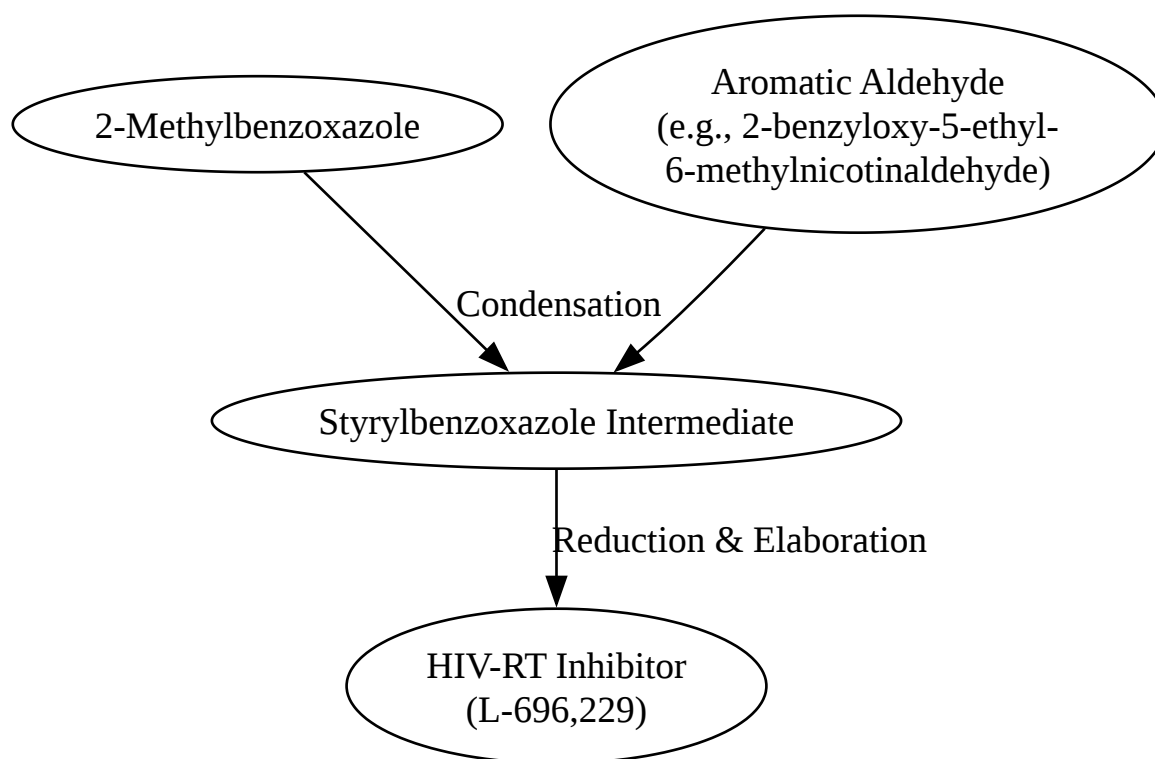 2-Methylbenzoxazole
Aromatic Aldehyde
(e.g., 2-benzyloxy-5-ethyl-
6-methylnicotinaldehyde)
Condensation
Styrylbenzoxazole Intermediate
Reduction & Elaboration
HIV-RT Inhibitor
(L-696,229)